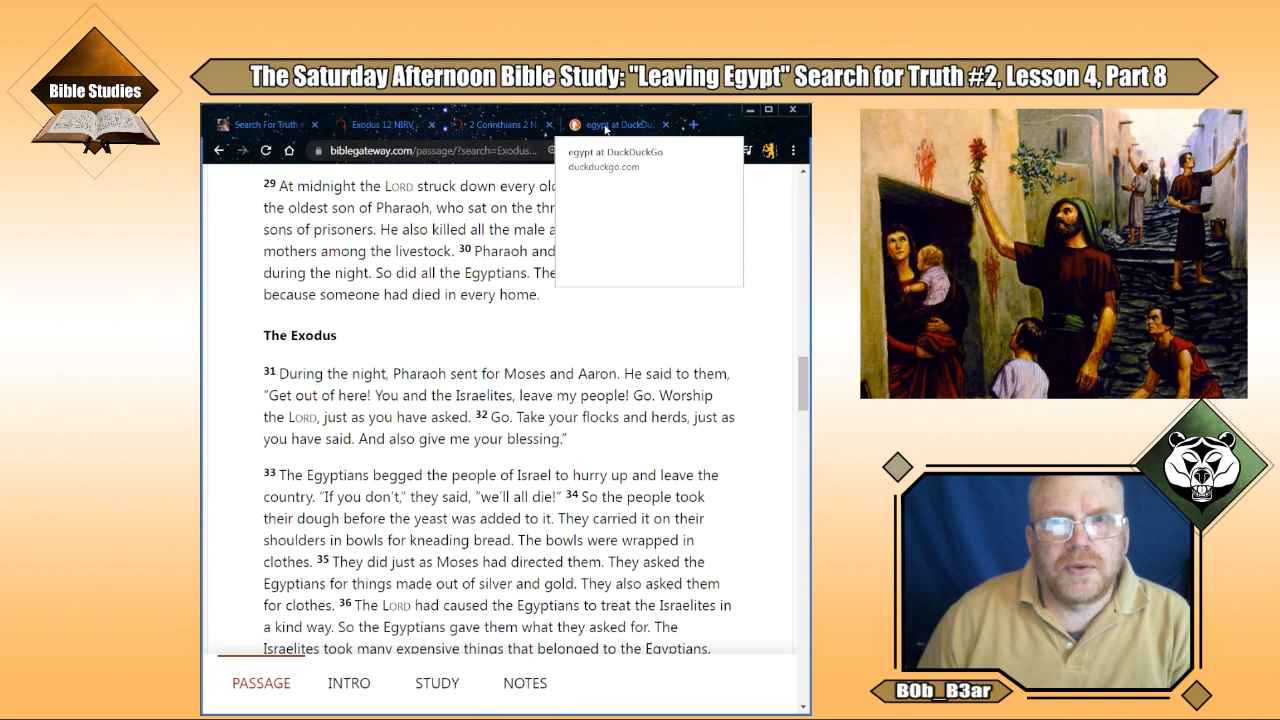 The Saturday Afternoon Bible Study: "Leaving Egypt" Search for Truth #2, Lesson 4, Part 8
Bible Studies
Search For Truth
Exodus 12 NIRV
2 Corinthians 2 N
egypt at DuckDu
biblegateway.com/passage/?search=Exodus...
egypt at DuckDuckGo
duckduckgo.com
29 At midnight the LORD struck down every
the oldest son of Pharaoh, who sat on the
sons of prisoners. He also killed all the male
mothers among the livestock. 30 Pharaoh and
during the night. So did all the Egyptians.
because someone had died in every home.
The Exodus
31 During the night, Pharaoh sent for Moses and Aaron. He said to them,
“Get out of here! You and the Israelites, leave my people! Go. Worship
the LORD, just as you have asked. 32 Go. Take your flocks and herds, just as
you have said. And also give me your blessing.”
33 The Egyptians begged the people of Israel to hurry up and leave the
country. “If you don’t,” they said, “we’ll all die!” 34 So the people took
their dough before the yeast was added to it. They carried it on their
shoulders in bowls for kneading bread. The bowls were wrapped in
clothes. 35 They did just as Moses had directed them. They asked the
Egyptians for things made out of silver and gold. They also asked them
for clothes. 36 The LORD had caused the Egyptians to treat the Israelites in
a kind way. So the Egyptians gave them what they asked for. The
Israelites took many expensive things that belonged to the Egyptians.
PASSAGE INTRO STUDY NOTES
B0b_B3ar